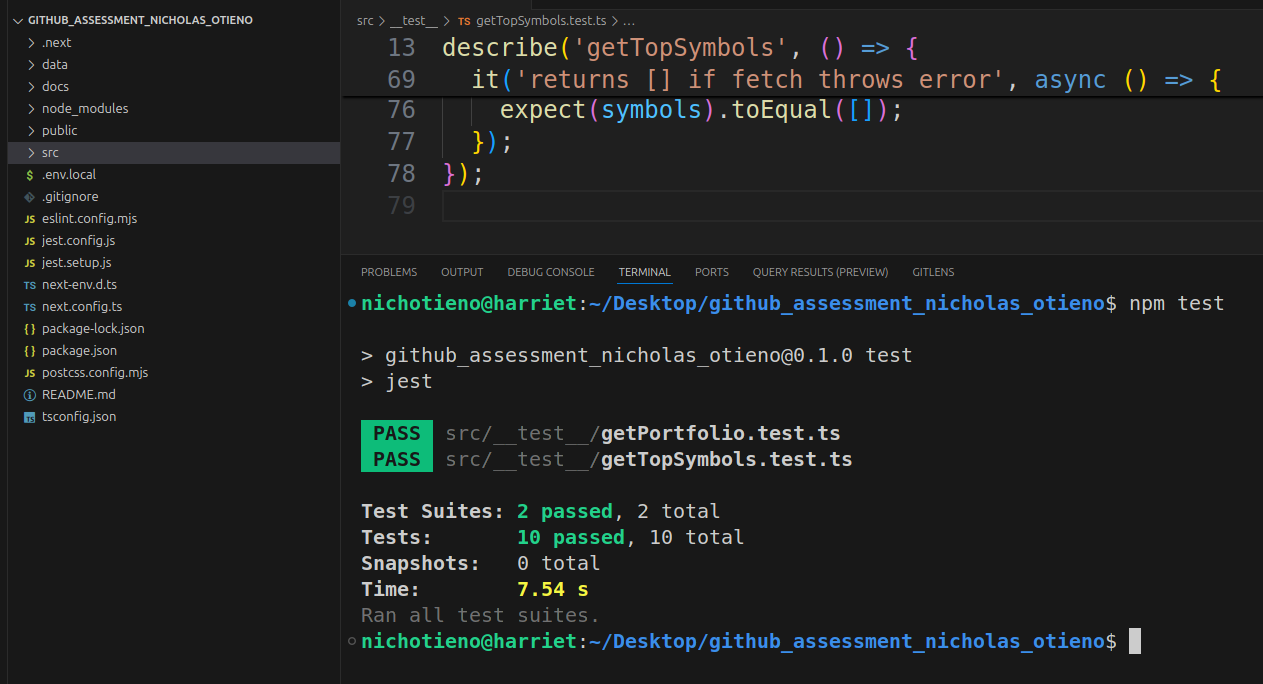 GITHUB_ASSESSMENT_NICHOLAS_OTIENO
.next
data
docs
node_modules
public
src
$ .env.local
.gitignore
JS eslint.config.mjs
JS jest.config.js
JS jest.setup.js
TS next-env.d.ts
TS next.config.ts
{ } package-lock.json
{ } package.json
JS postcss.config.mjs
README.md
TS tsconfig.json
src > __test__ > TS getTopSymbols.test.ts > ...
13 describe('getTopSymbols', () => {
69 it('returns [] if fetch throws error', async () => {
76 expect(symbols).toEqual([]);
77 });
78 });
79
PROBLEMS OUTPUT DEBUG CONSOLE TERMINAL PORTS QUERY RESULTS (PREVIEW) GITLENS
nichotieno@harriet:~/Desktop/github_assessment_nicholas_otieno$ npm test
> github_assessment_nicholas_otieno@0.1.0 test
> jest
PASS src/__test__/getPortfolio.test.ts
PASS src/__test__/getTopSymbols.test.ts
Test Suites: 2 passed, 2 total
Tests: 10 passed, 10 total
Snapshots: 0 total
Time: 7.54 s
Ran all test suites.
nichotieno@harriet:~/Desktop/github_assessment_nicholas_otieno$